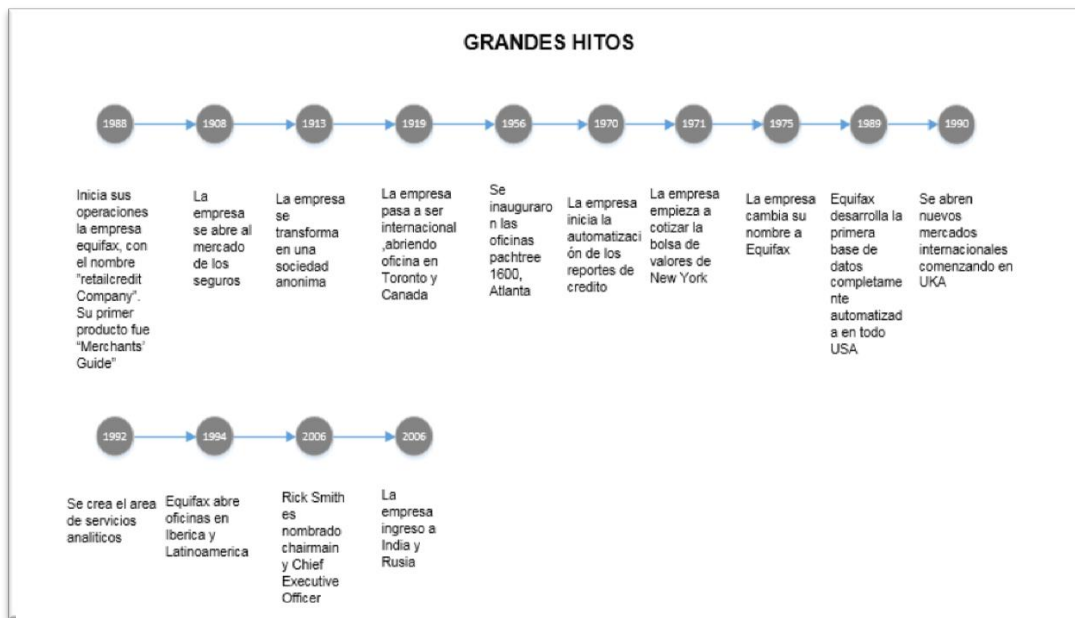 GRANDES HITOS
1988
1908
1913
1919
1956
1970
1971
1975
1989
1990
Inicia sus
operaciones
la empresa
equifax, con
el nombre
"retailcredit
Company".
Su primer
producto fue
“Merchants’
Guide”
La
empresa
se abre al
mercado
de los
seguros
La empresa
se
transforma
en una
sociedad
anonima
La empresa
pasa a ser
internacional
,abriendo
oficina en
Toronto y
Canada
Se
inauguraro
n las
oficinas
pachtree
1600,
Atlanta
La empresa
inicia la
automatizaci
ón de los
reportes de
credito
La empresa
empieza a
cotizar la
bolsa de
valores de
New York
La empresa
cambia su
nombre a
Equifax
Equifax
desarrolla la
primera
base de
datos
completame
nte
automatizad
a en todo
USA
Se abren
nuevos
mercados
internacionales
comenzando en
UKA
1992
1994
2006
2006
Se crea el area
de servicios
analiticos
Equifax abre
oficinas en
Iberica y
Latinoamerica
Rick Smith
es
nombrado
chairmain
y Chief
Executive
Officer
La
empresa
ingreso a
India y
Rusia